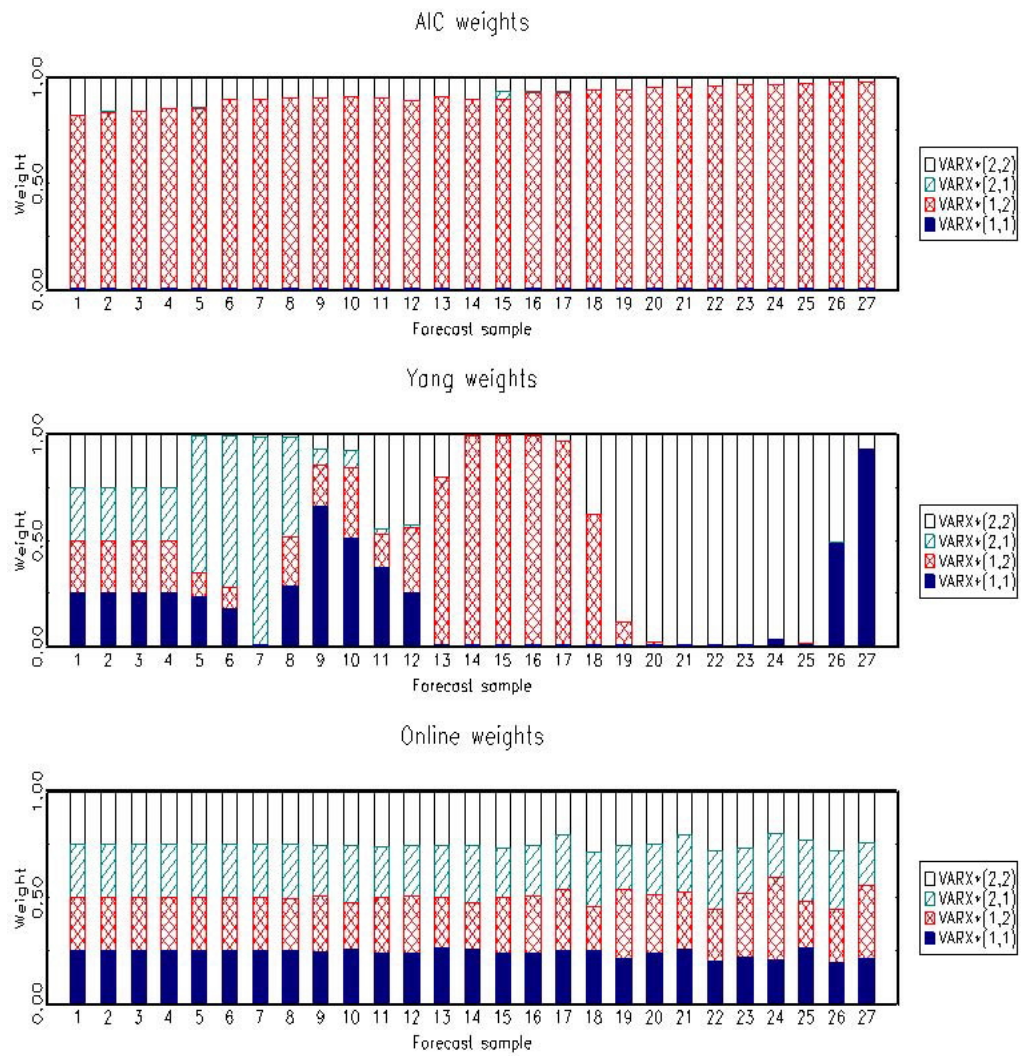 AIC weights
Weight
0.00 0.50 1.00
VARX*(2,2)
VARX*(2,1)
VARX*(1,2)
VARX*(1,1)
0 1 2 3 4 5 6 7 8 9 10 11 12 13 14 15 16 17 18 19 20 21 22 23 24 25 26 27
Forecast sample
Yang weights
Weight
0.00 0.50 1.00
VARX*(2,2)
VARX*(2,1)
VARX*(1,2)
VARX*(1,1)
0 1 2 3 4 5 6 7 8 9 10 11 12 13 14 15 16 17 18 19 20 21 22 23 24 25 26 27
Forecast sample
Online weights
Weight
0.00 0.50 1.00
VARX*(2,2)
VARX*(2,1)
VARX*(1,2)
VARX*(1,1)
0 1 2 3 4 5 6 7 8 9 10 11 12 13 14 15 16 17 18 19 20 21 22 23 24 25 26 27
Forecast sample